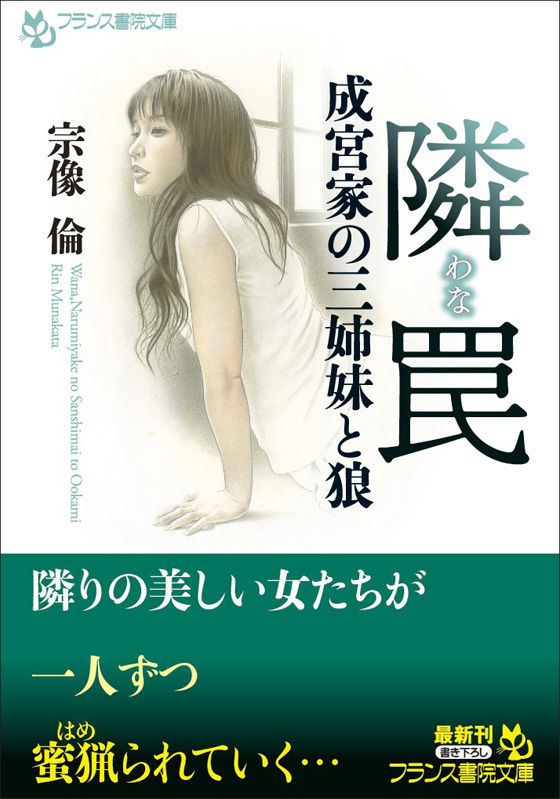 フランス書院文庫
隣罠
わな
成宮家の三姉妹と狼
宗像 倫
Wana,Narumiyake no Sanshimai to Ookami
Rin Munakata
隣りの美しい女たちが
一人ずつ
はめ
蜜猟られていく…
最新刊
書き下ろし
フランス書院文庫